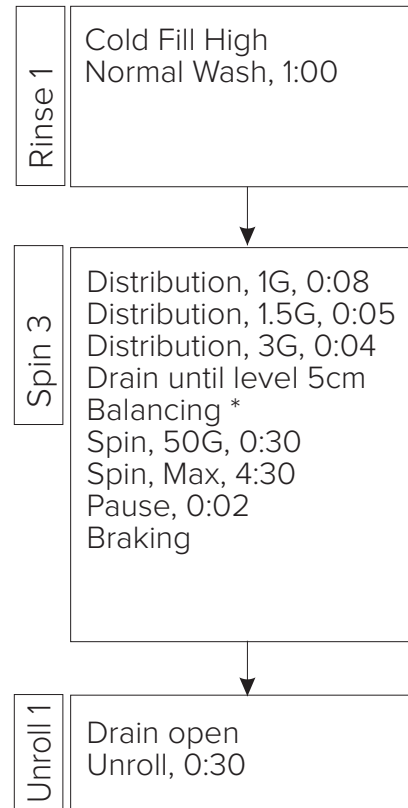 Rinse 1
Cold Fill High
Normal Wash, 1:00
Spin 3
Distribution, 1G, 0:08
Distribution, 1.5G, 0:05
Distribution, 3G, 0:04
Drain until level 5cm
Balancing *
Spin, 50G, 0:30
Spin, Max, 4:30
Pause, 0:02
Braking
Unroll 1
Drain open
Unroll, 0:30